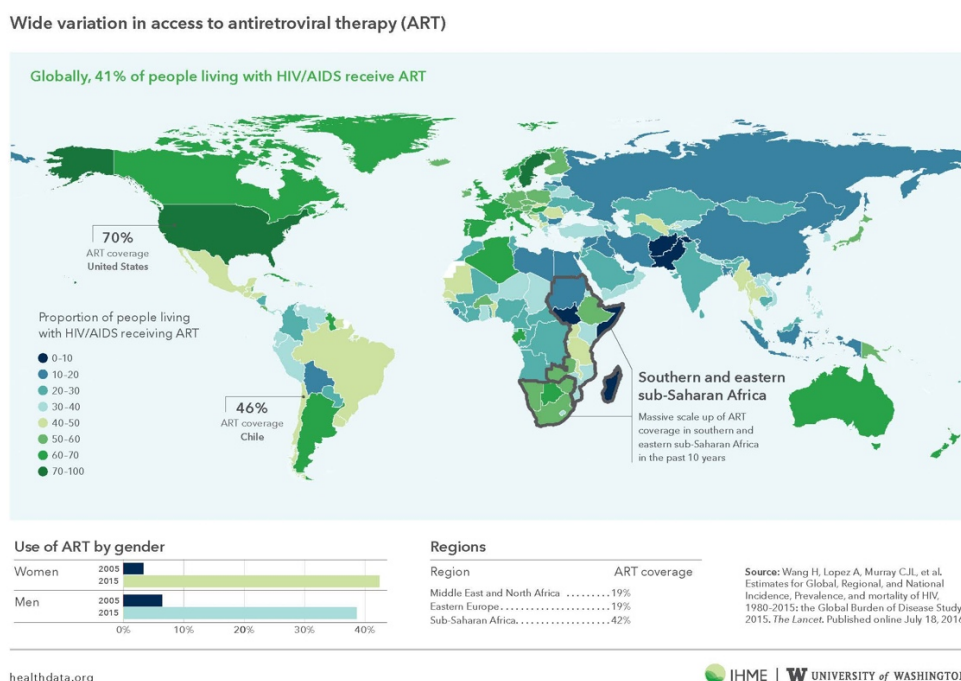 Wide variation in access to antiretroviral therapy (ART)
Globally, 41% of people living with HIV/AIDS receive ART
70%
ART coverage
United States
Proportion of people living
with HIV/AIDS receiving ART
0-10
10-20
20-30
30-40
40-50
50-60
60-70
70-100
46%
ART coverage
Chile
Southern and eastern
sub-Saharan Africa
Massive scale up of ART
coverage in southern and
eastern sub-Saharan Africa
in the past 10 years
Use of ART by gender
Women
2005
2015
Men
2005
2015
0% 10% 20% 30% 40%
Regions
Region ART coverage
Middle East and North Africa .........19%
Eastern Europe.........................19%
Sub-Saharan Africa.....................42%
Source: Wang H, Lopez A, Murray CJL, et al.
Estimates for Global, Regional, and National
Incidence, Prevalence, and mortality of HIV,
1980-2015: the Global Burden of Disease Study
2015. The Lancet. Published online July 18, 2016
healthdata.org
IHME | W UNIVERSITY of WASHINGTON